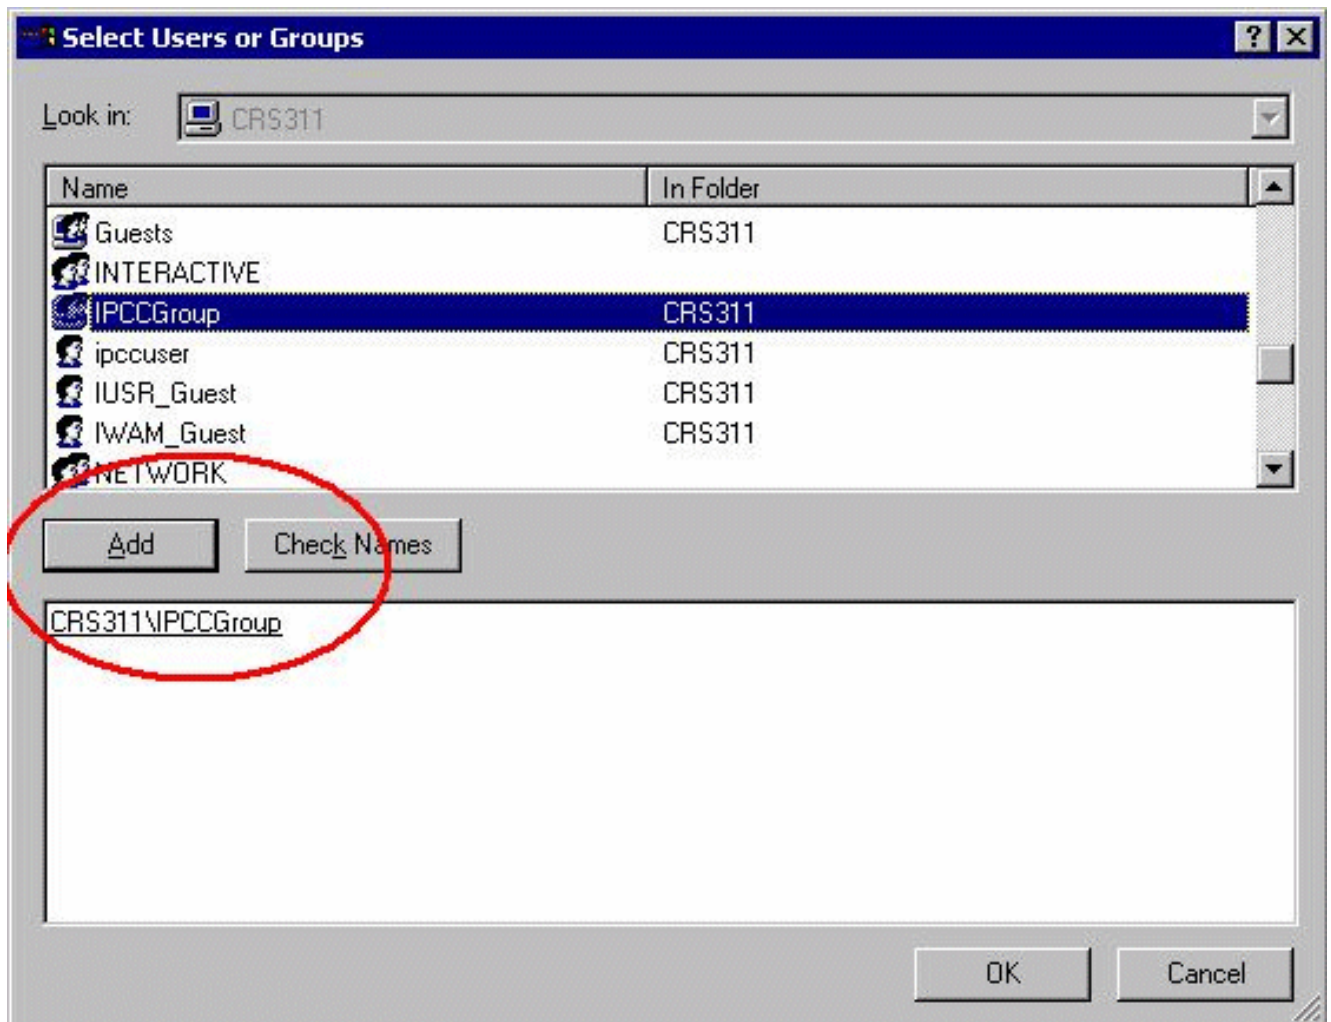 Select Users or Groups
Look in: CRS311
Name In Folder
Guests CRS311
INTERACTIVE
IPCCGroup CRS311
ipccuser CRS311
IUSR_Guest CRS311
IWAM_Guest CRS311
NETWORK
Add Check Names
CRS311\IPCCGroup
OK Cancel